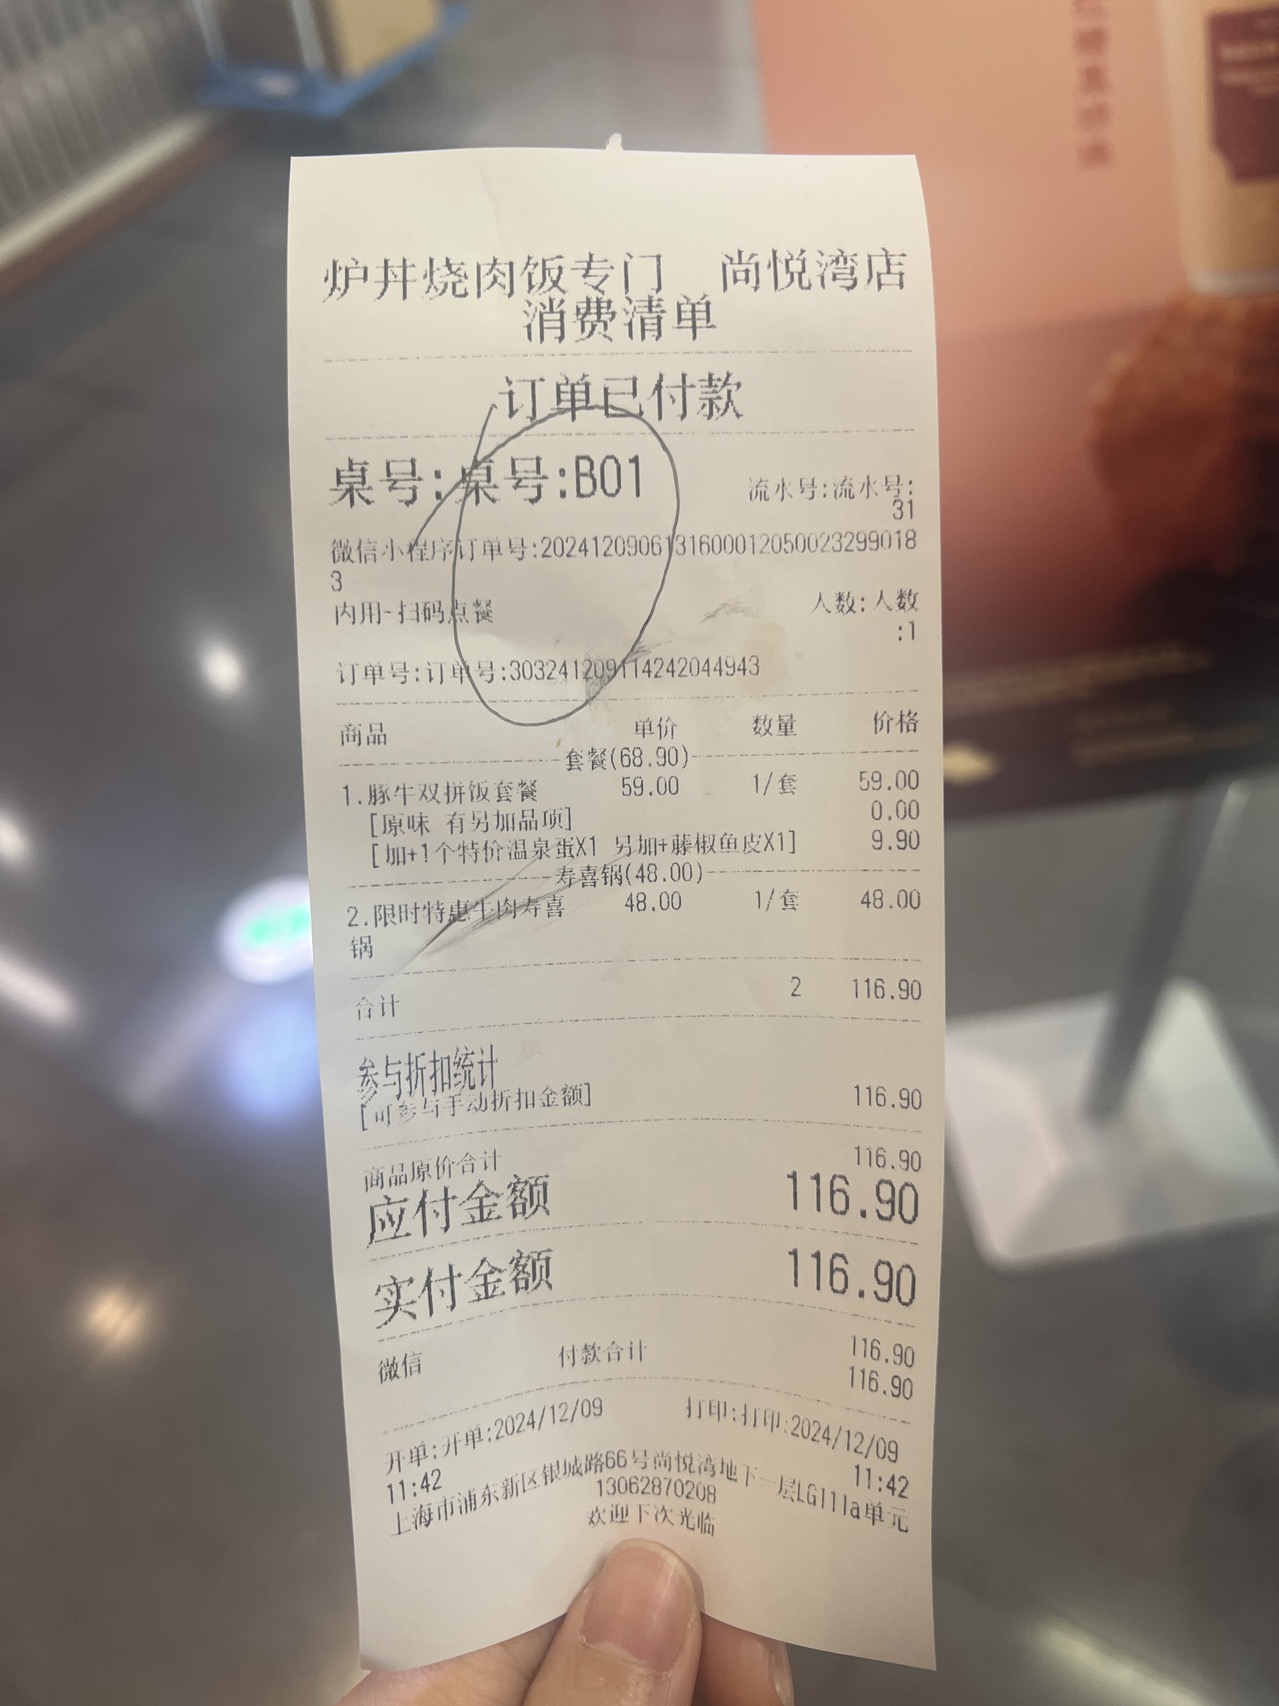 炉丼烧肉饭专门 尚悦湾店
消费清单
订单已付款
桌号:桌号:B01
流水号:流水号:
31
微信小程序订单号:2024120906131600012050023299018
3
内用-扫码点餐
人数:人数
:1
订单号:订单号:303241209114242044943
商品 单价 数量 价格
套餐(68.90)
1.豚牛双拼饭套餐 59.00 1/套 59.00
[原味 有另加品项] 0.00
[加+1个特价温泉蛋X1 另加+藤椒鱼皮X1] 9.90
寿喜锅(48.00)
2.限时特惠牛肉寿喜 48.00 1/套 48.00
锅
合计 2 116.90
参与折扣统计
[可参与手动折扣金额] 116.90
商品原价合计 116.90
应付金额 116.90
实付金额 116.90
微信 116.90
付款合计 116.90
开单:开单:2024/12/09 打印:打印:2024/12/09
11:42 11:42
上海市浦东新区银城路66号尚悦湾地下一层LG111a单元
13062870208
欢迎下次光临